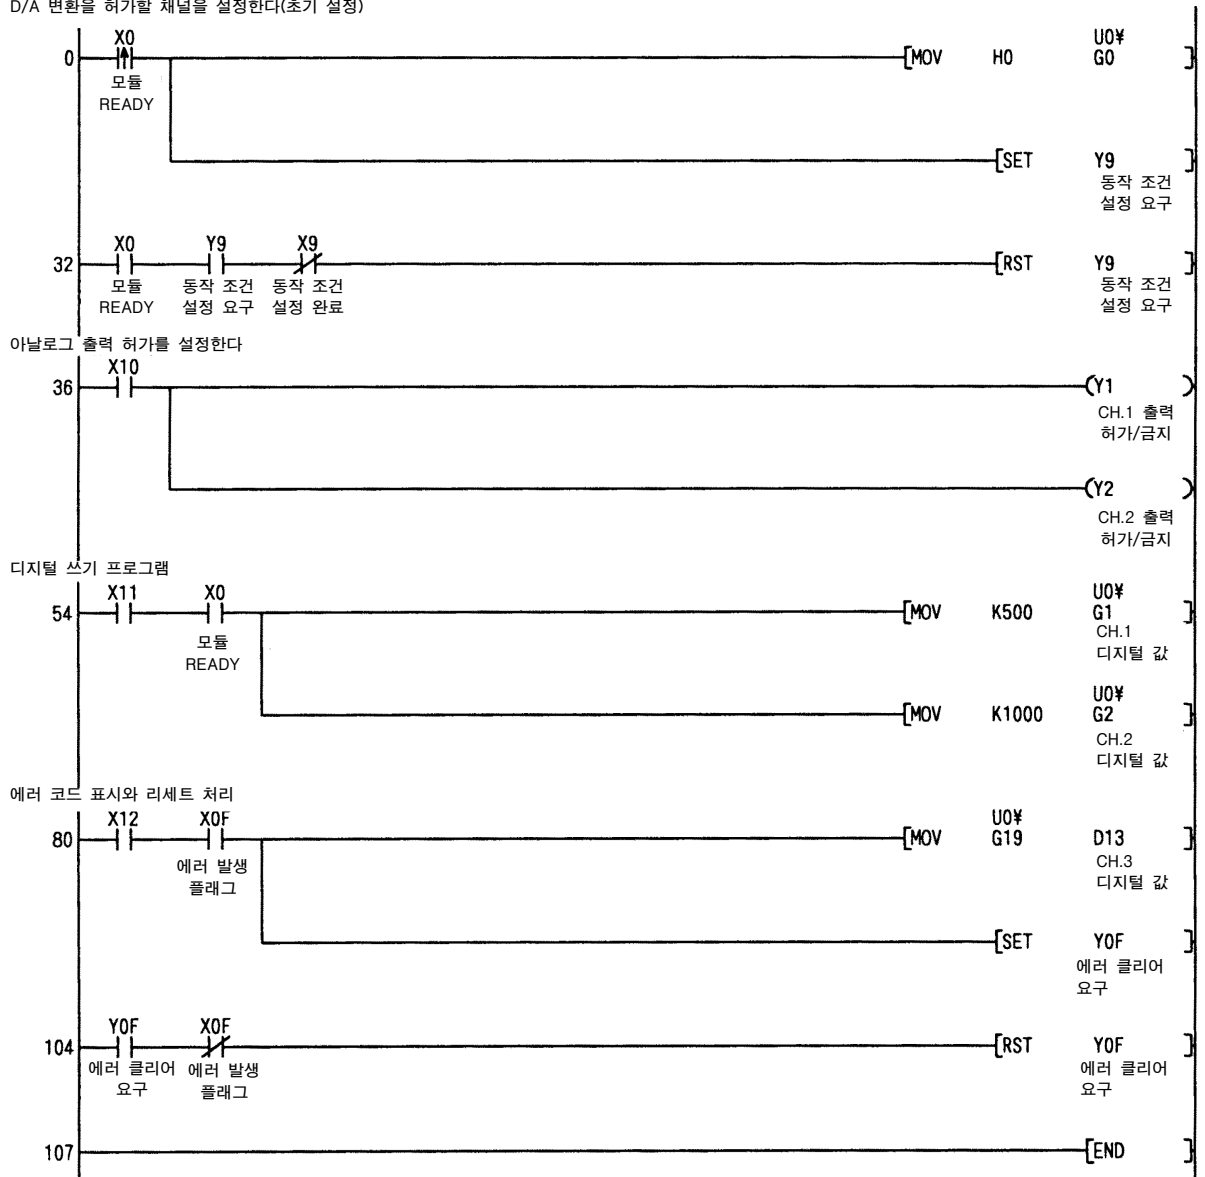 D/A 변환을 허가할 채널을 설정한다(초기 설정)
X0 U0¥
0 [MOV H0 G0 ]
모듈
READY
[SET Y9 ]
동작 조건
설정 요구
X0 Y9 X9
32 [RST Y9 ]
모듈 동작 조건 동작 조건 동작 조건
READY 설정 요구 설정 완료 설정 요구
아날로그 출력 허가를 설정한다
X10
36 (Y1 )
CH.1 출력
허가/금지
(Y2 )
CH.2 출력
허가/금지
디지털 쓰기 프로그램
X11 X0 U0¥
54 [MOV K500 G1 ]
모듈 CH.1
READY 디지털 값
U0¥
[MOV K1000 G2 ]
CH.2
디지털 값
에러 코드 표시와 리세트 처리
X12 X0F U0¥
80 [MOV G19 D13 ]
에러 발생 CH.3
플래그 디지털 값
[SET Y0F ]
에러 클리어
요구
Y0F X0F
104 [RST Y0F ]
에러 클리어 에러 발생 에러 클리어
요구 플래그 요구
107 [END ]